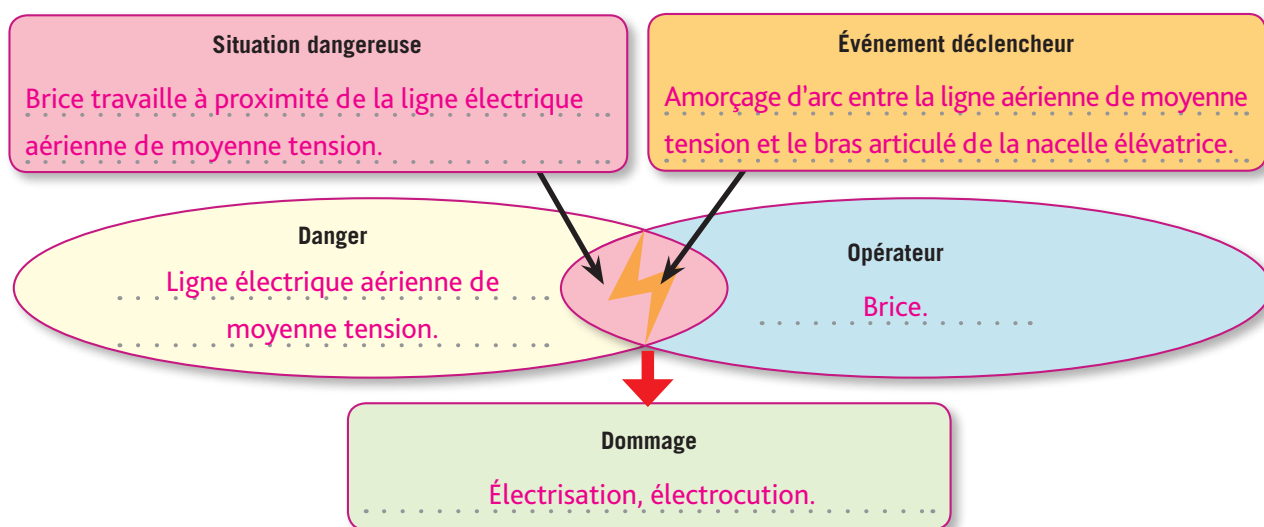 Situation dangereuse
Brice travaille à proximité de la ligne électrique
aérienne de moyenne tension.
Événement déclencheur
Amorçage d'arc entre la ligne aérienne de moyenne
tension et le bras articulé de la nacelle élévatrice.
Danger
Ligne électrique aérienne de
moyenne tension.
Opérateur
Brice.
Dommage
Électrisation, électrocution.